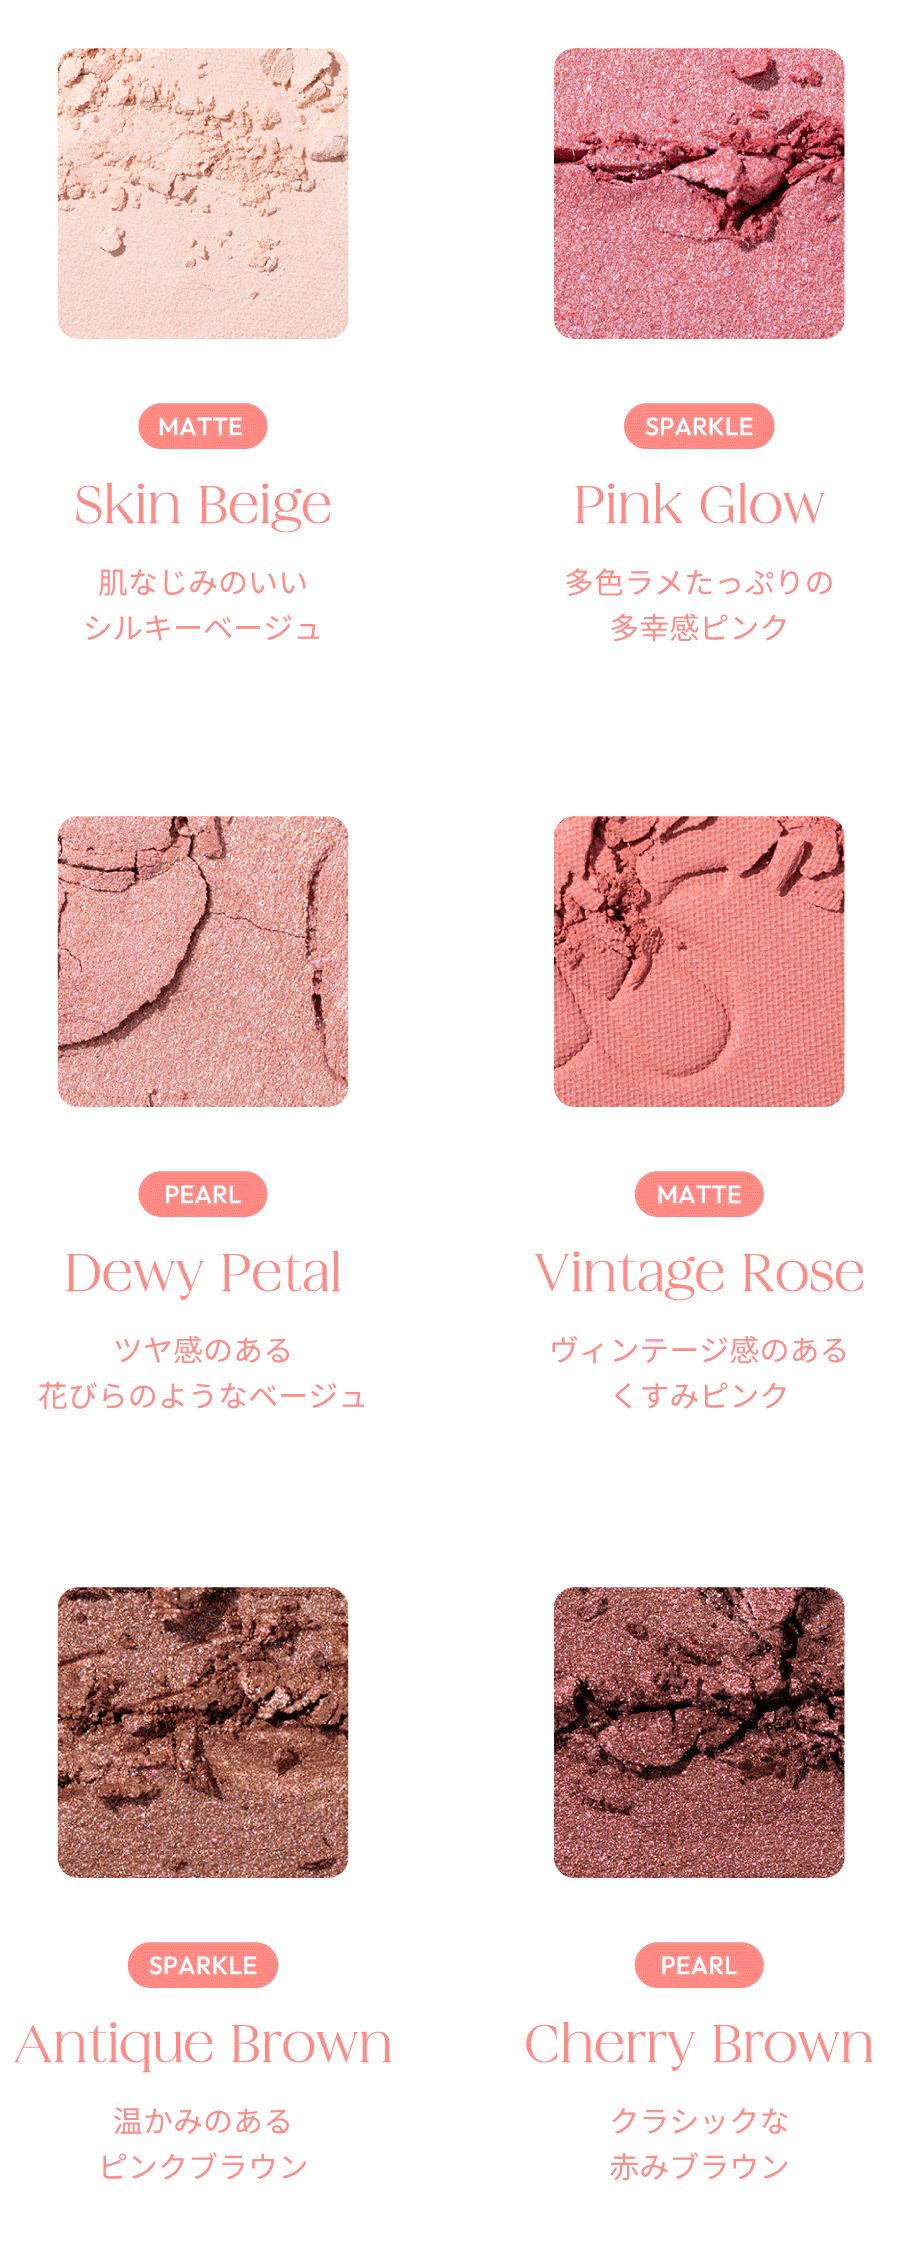 MATTE
Skin Beige
肌なじみのいい
シルキーベージュ
SPARKLE
Pink Glow
多色ラメたっぷりの
多幸感ピンク
PEARL
Dewy Petal
ツヤ感のある
花びらのようなベージュ
MATTE
Vintage Rose
ヴィンテージ感のある
くすみピンク
SPARKLE
Antique Brown
温かみのある
ピンクブラウン
PEARL
Cherry Brown
クラシックな
赤みブラウン